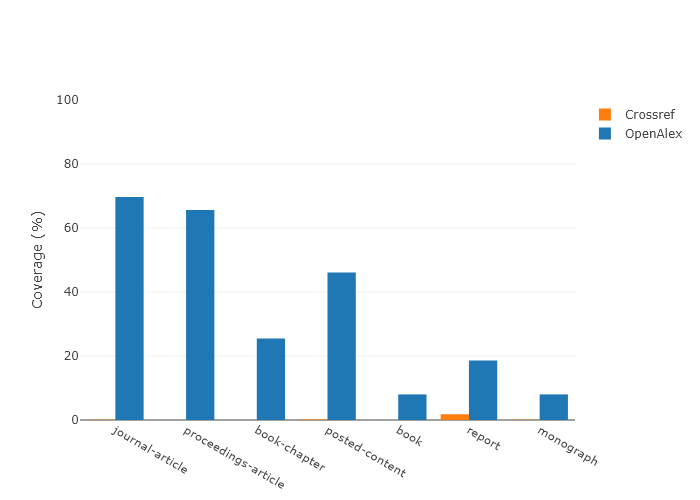 100
80
60
40
20
0
Coverage (%)
journal-article
proceedings-article
book-chapter
posted-content
book
report
monograph
Crossref
OpenAlex